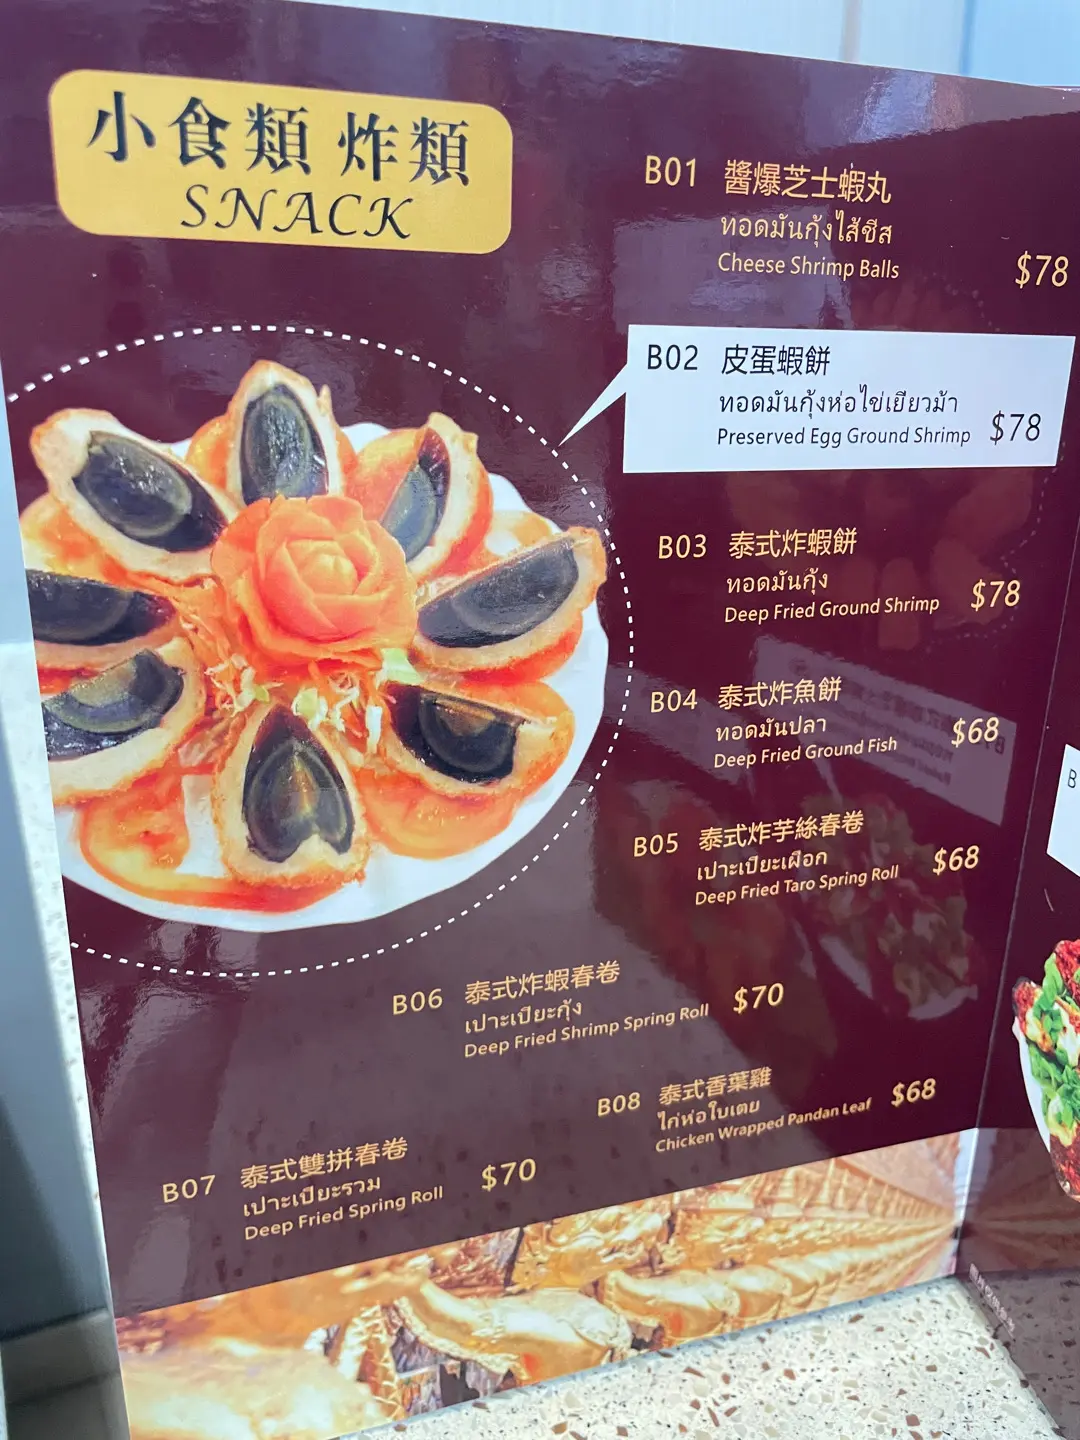 小食類 炸類
SNACK
B01 醬爆芝士蝦丸
ทอดมันกุ้งไส้ชีส
Cheese Shrimp Balls $78
B02 皮蛋蝦餅
ทอดมันกุ้งห่อไข่เยียวม้า
Preserved Egg Ground Shrimp $78
B03 泰式炸蝦餅
ทอดมันกุ้ง
Deep Fried Ground Shrimp $78
B04 泰式炸魚餅
ทอดมันปลา
Deep Fried Ground Fish $68
B05 泰式炸芋絲春卷
เปาะเปียะเผือก
Deep Fried Taro Spring Roll $68
B06 泰式炸蝦春卷
เปาะเปียะกุ้ง
Deep Fried Shrimp Spring Roll $70
B08 泰式香葉雞
ไก่ห่อใบเตย
Chicken Wrapped Pandan Leaf $68
B07 泰式雙拼春卷
เปาะเปียะรวม
Deep Fried Spring Roll $70
B